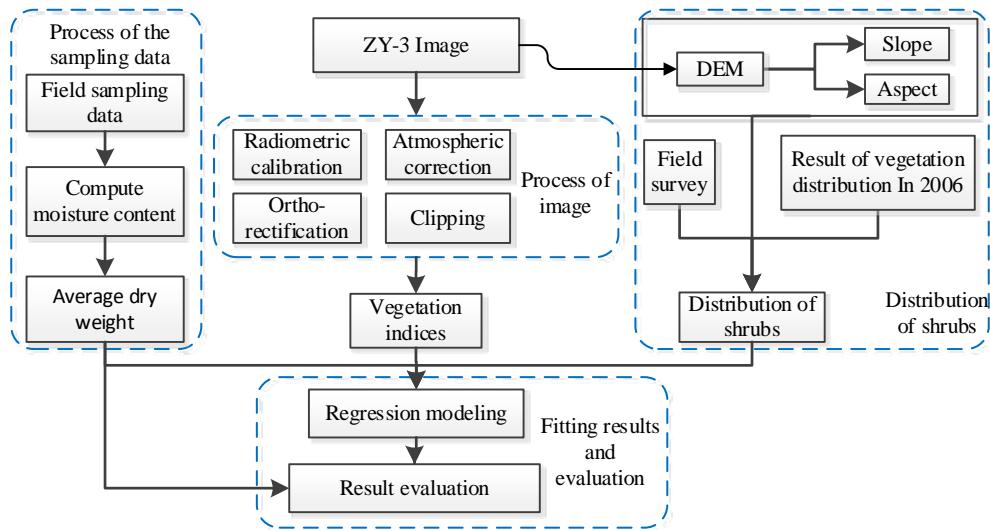 Process of the
sampling data
Field sampling
data
Compute
moisture content
Average dry
weight
ZY-3 Image
Radiometric
calibration
Atmospheric
correction
Ortho-
rectification
Clipping
Process of
image
Vegetation
indices
DEM
Slope
Aspect
Field
survey
Result of vegetation
distribution In 2006
Distribution of
shrubs
Distribution
of shrubs
Regression modeling
Result evaluation
Fitting results
and
evaluation